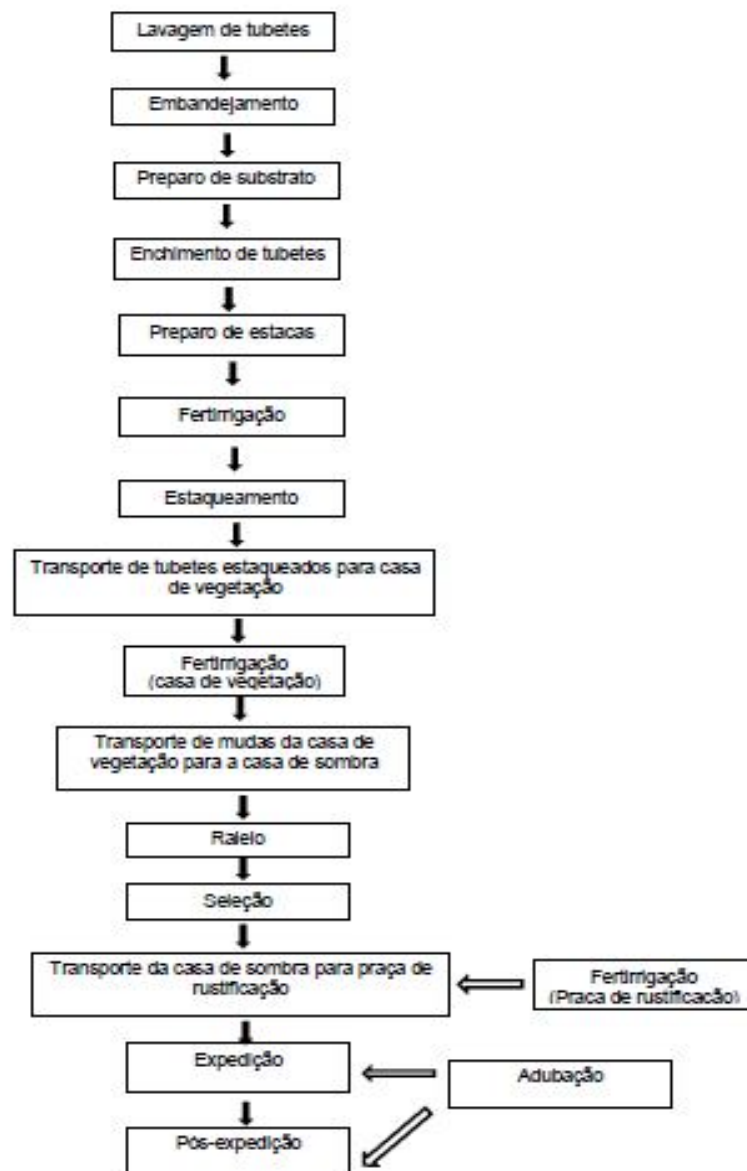 Lavagem de tubetes
Embandejamento
Preparo de substrato
Enchimento de tubetes
Preparo de estacas
Fertirrigação
Estaqueamento
Transporte de tubetes estaqueados para casa
de vegetação
Fertirrigação
(casa de vegetação)
Transporte de mudas da casa de
vegetação para a casa de sombra
Raleio
Seleção
Transporte da casa de sombra para praça de
rustificação
Fertirrigação
(Praça de rustificação)
Expedição
Adubação
Pós-expedição